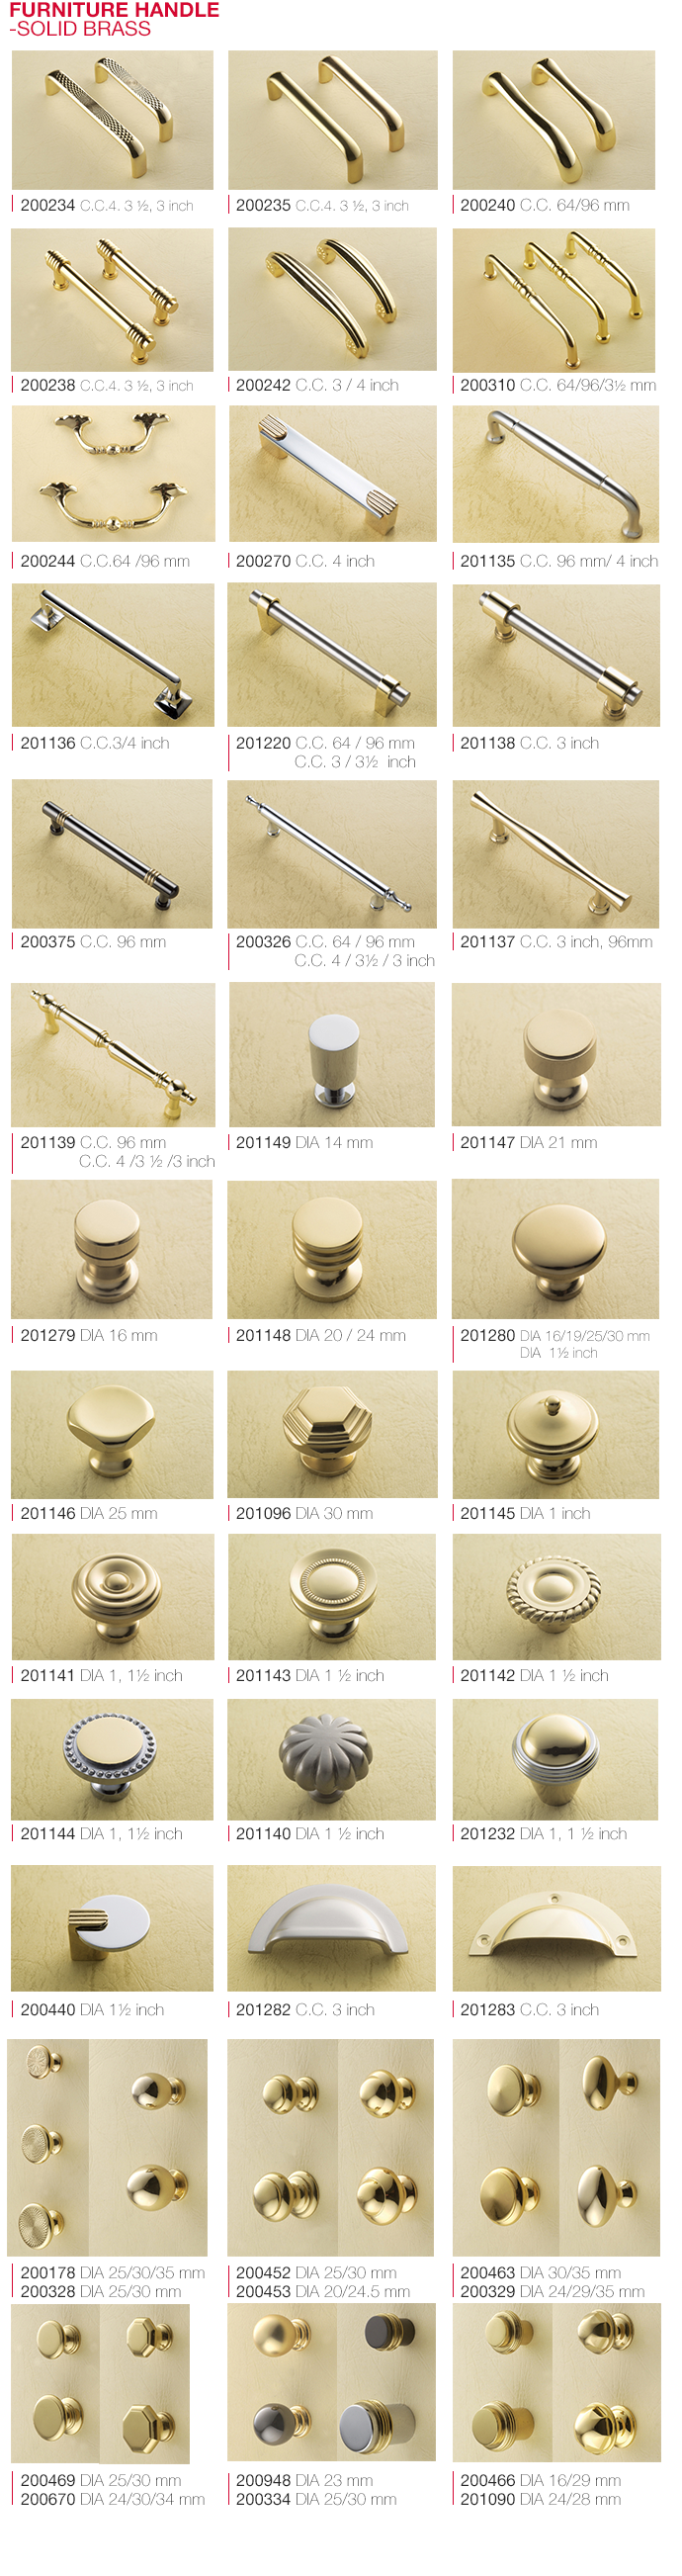 FURNITURE HANDLE
-SOLID BRASS
200234 C.C.4. 3 ½, 3 inch
200235 C.C.4. 3 ½, 3 inch
200240 C.C. 64/96 mm
200238 C.C.4. 3 ½, 3 inch
200242 C.C. 3 / 4 inch
200310 C.C. 64/96/3½ mm
200244 C.C.64 /96 mm
200270 C.C. 4 inch
201135 C.C. 96 mm/ 4 inch
201136 C.C.3/4 inch
201220 C.C. 64 / 96 mm
C.C. 3 / 3½ inch
201138 C.C. 3 inch
200375 C.C. 96 mm
200326 C.C. 64 / 96 mm
C.C. 4 / 3½ / 3 inch
201137 C.C. 3 inch, 96mm
201139 C.C. 96 mm
C.C. 4 /3 ½ /3 inch
201149 DIA 14 mm
201147 DIA 21 mm
201279 DIA 16 mm
201148 DIA 20 / 24 mm
201280 DIA 16/19/25/30 mm
DIA 1½ inch
201146 DIA 25 mm
201096 DIA 30 mm
201145 DIA 1 inch
201141 DIA 1, 1½ inch
201143 DIA 1 ½ inch
201142 DIA 1 ½ inch
201144 DIA 1, 1½ inch
201140 DIA 1 ½ inch
201232 DIA 1, 1 ½ inch
200440 DIA 1½ inch
201282 C.C. 3 inch
201283 C.C. 3 inch
200178 DIA 25/30/35 mm
200328 DIA 25/30 mm
200452 DIA 25/30 mm
200453 DIA 20/24.5 mm
200463 DIA 30/35 mm
200329 DIA 24/29/35 mm
200469 DIA 25/30 mm
200670 DIA 24/30/34 mm
200948 DIA 23 mm
200334 DIA 25/30 mm
200466 DIA 16/29 mm
201090 DIA 24/28 mm